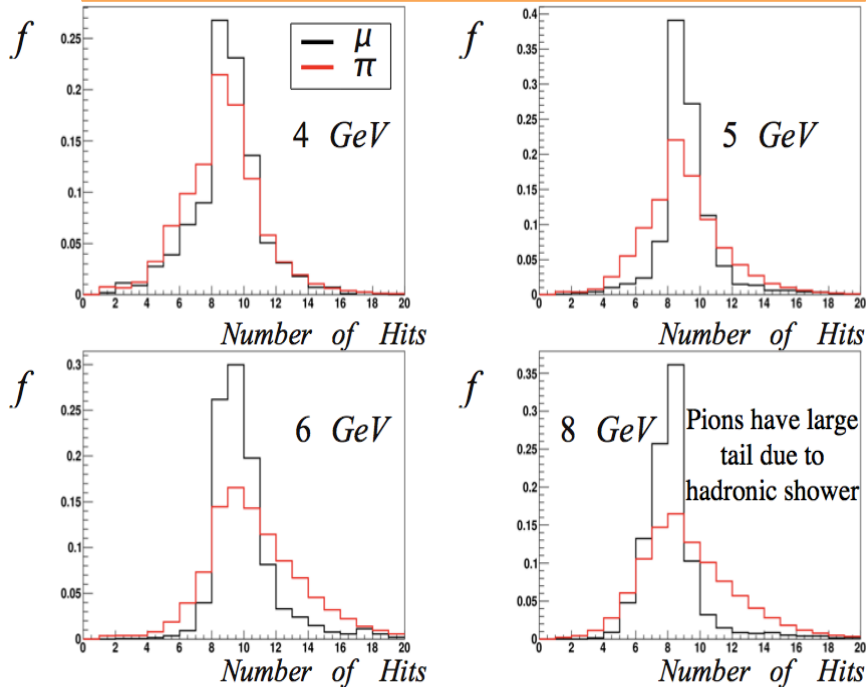 f
0.25
0.2
0.15
0.1
0.05
0
0 2 4 6 8 10 12 14 16 18 20
μ
π
4 GeV
Number of Hits
f
0.4
0.35
0.3
0.25
0.2
0.15
0.1
0.05
0
0 2 4 6 8 10 12 14 16 18 20
5 GeV
Number of Hits
f
0.3
0.25
0.2
0.15
0.1
0.05
0
0 2 4 6 8 10 12 14 16 18 20
6 GeV
Number of Hits
f
0.35
0.3
0.25
0.2
0.15
0.1
0.05
0
0 2 4 6 8 10 12 14 16 18 20
8 GeV
Pions have large
tail due to
hadronic shower
Number of Hits